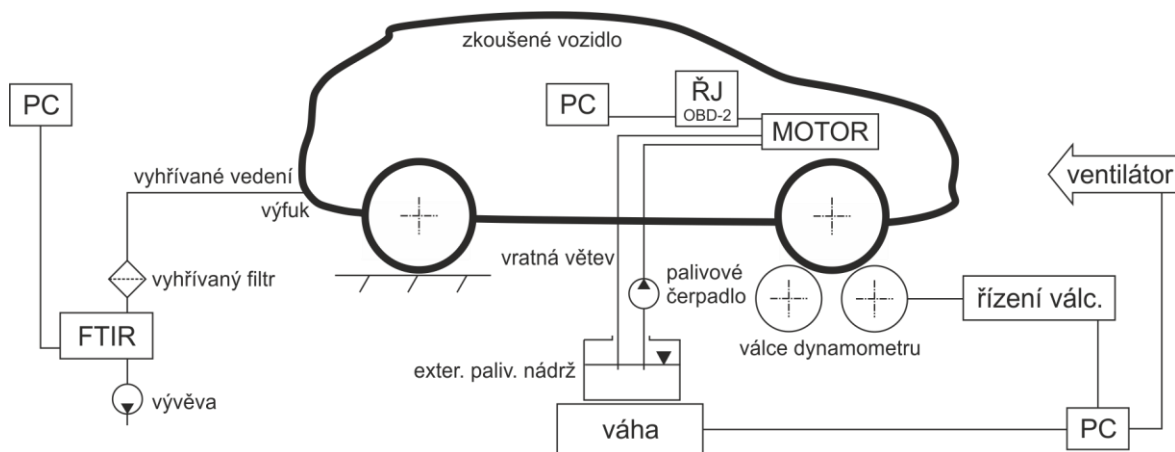 zkoušené vozidlo
PC
PC
ŘJ
OBD-2
MOTOR
vyhřívané vedení
výfuk
ventilátor
vratná větev
palivové
čerpadlo
vyhřívaný filtr
FTIR
řízení válc.
válce dynamometru
exter. paliv. nádrž
vývěva
váha
PC